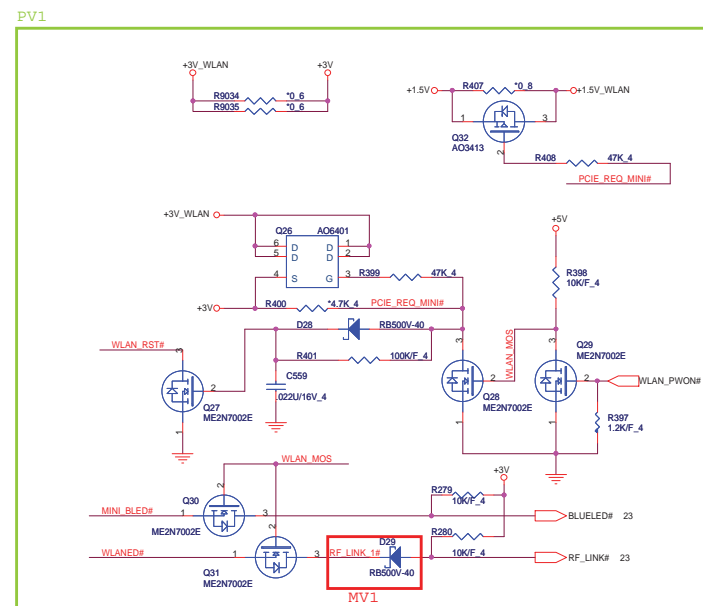 PV1
+3V_WLAN +3V
R9034 *0_6
R9035 *0_6
R407 *0_8
+1.5V +1.5V_WLAN
1 3
Q32
AO3413
2
R408 47K_4
PCIE_REQ_MINI#
+3V_WLAN
+5V
Q26 AO6401
6 D D 1
5 D D 2
4 S G 3
R399 47K_4
R398
10K/F_4
R400 *4.7K_4 PCIE_REQ_MINI#
+3V
D28 RB500V-40
WLAN_RST#
R401 100K/F_4
WLAN_MOS
3
2
1
Q27
ME2N7002E
C559
.022U/16V_4
3
2
1
Q28
ME2N7002E
3
Q29
ME2N7002E
2
1
WLAN_PWON#
R397
1.2K/F_4
WLAN_MOS
+3V
2
Q30
MINI_BLED# 1 3
ME2N7002E
2
R279
10K/F_4
BLUELED# 23
R280
10K/F_4
WLANED# 1 3
Q31
ME2N7002E
RF_LINK_1#
D29
RB500V-40
RF_LINK# 23
MV1